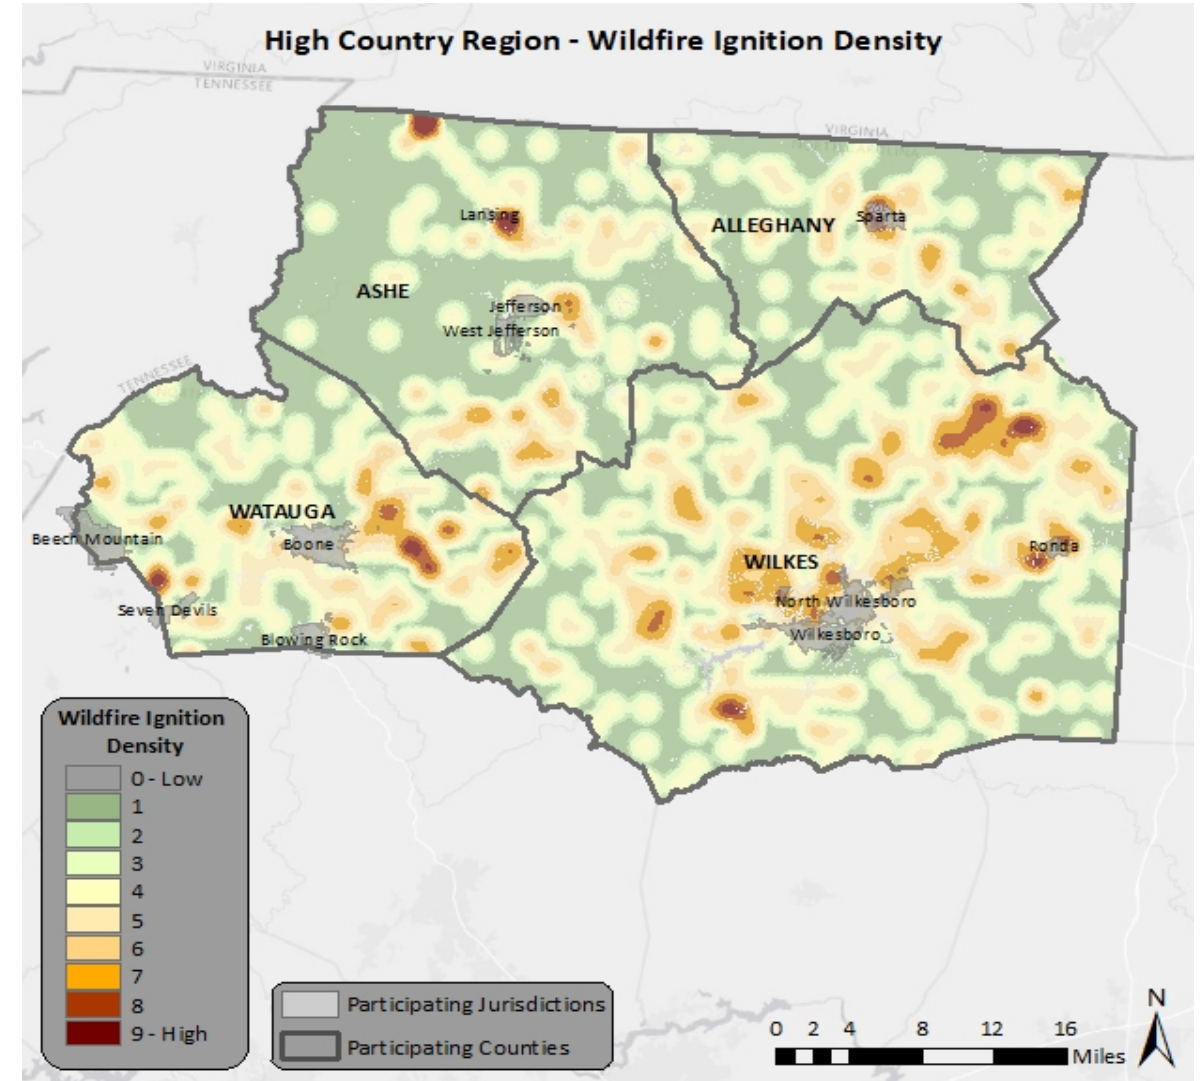 High Country Region - Wildfire Ignition Density
VIRGINIA
TENNESSEE
VIRGINIA
NORTH CAROLINA
Lansing
ALLEGHANY
Sparta
ASHE
Jefferson
West Jefferson
TENNESSEE
WATAUGA
Boone
Beech Mountain
Seven Devils
Blowing Rock
WILKES
Ronda
North Wilkesboro
Wilkesboro
Wildfire Ignition
Density
0 - Low
1
2
3
4
5
6
7
8
9 - High
Participating Jurisdictions
Participating Counties
0 2 4 8 12 16
Miles
N